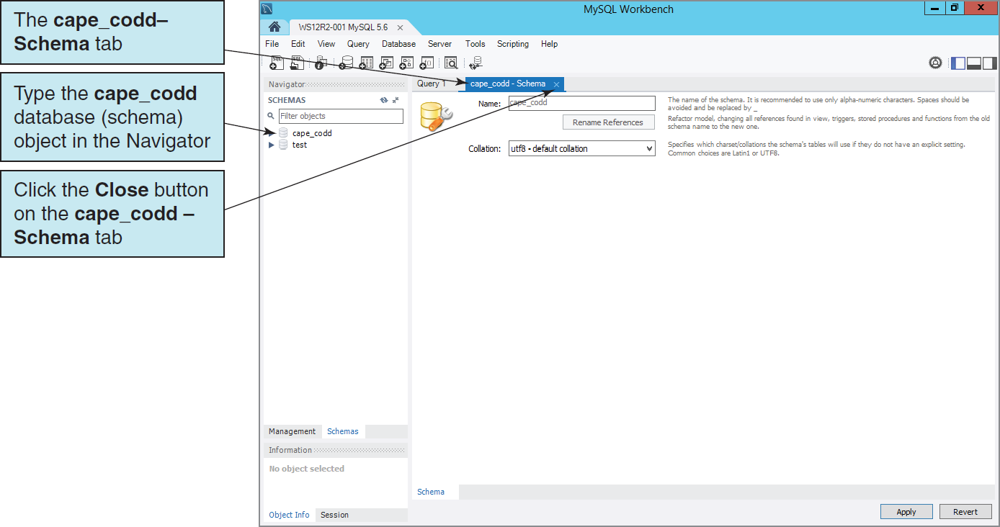 The cape_codd–
Schema tab
Type the cape_codd
database (schema)
object in the Navigator
Click the Close button
on the cape_codd –
Schema tab
MySQL Workbench
WS12R2-001 MySQL 5.6
File Edit View Query Database Server Tools Scripting Help
Navigator
SCHEMAS
Filter objects
cape_codd
test
Management Schemas
Information
No object selected
Object Info Session
Query 1 cape_codd - Schema
Name: cape_codd
Rename References
Collation: utf8 - default collation
The name of the schema. It is recommended to use only alpha-numeric characters. Spaces should be
avoided and be replaced by _
Refactor model, changing all references found in view, triggers, stored procedures and functions from the old
schema name to the new one.
Specifies which charset/collations the schema's tables will use if they do not have an explicit setting.
Common choices are Latin1 or UTF8.
Schema
Apply Revert